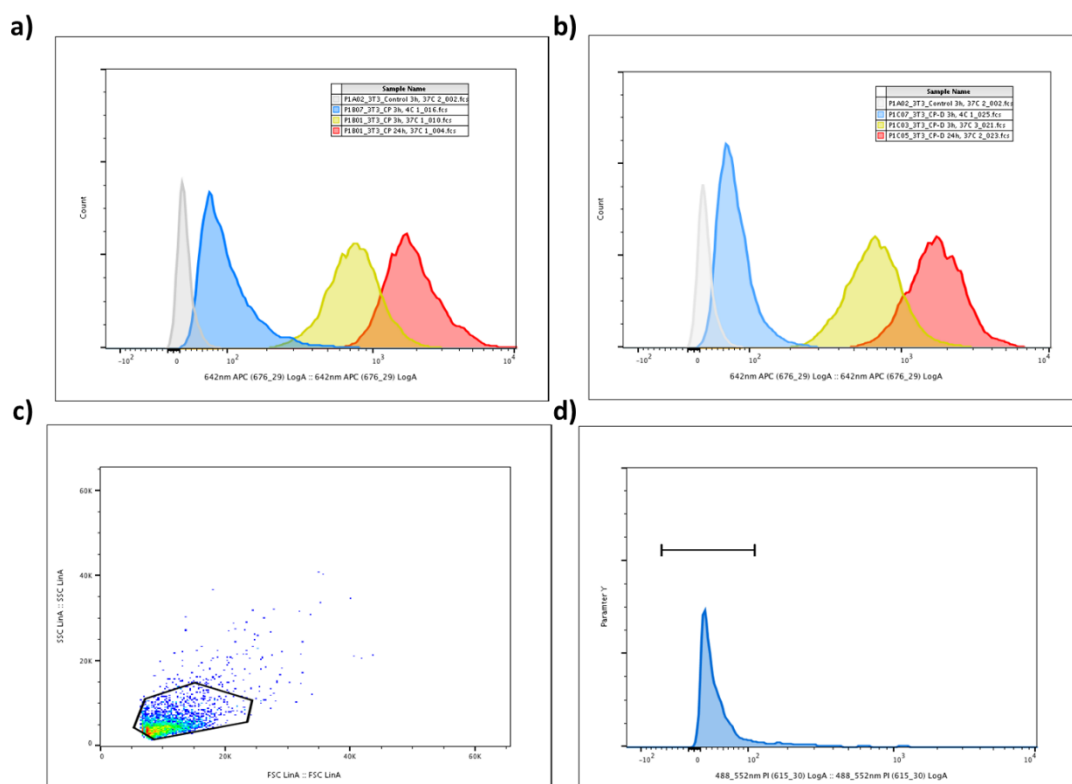 a)
Sample Name
P1A02_3T3_Control 3h, 37C 2_002.fcs
P1B07_3T3_CP 3h, 4C 1_016.fcs
P1B01_3T3_CP 3h, 37C 1_010.fcs
P1B01_3T3_CP 24h, 37C 1_004.fcs
Count
-10² 0 10² 10³ 10⁴
642nm APC (676_29) LogA :: 642nm APC (676_29) LogA
b)
Sample Name
P1A02_3T3_Control 3h, 37C 2_002.fcs
P1C07_3T3_CP-D 3h, 4C 1_025.fcs
P1C03_3T3_CP-D 3h, 37C 3_021.fcs
P1C05_3T3_CP-D 24h, 37C 2_023.fcs
Count
-10² 0 10² 10³ 10⁴
642nm APC (676_29) LogA :: 642nm APC (676_29) LogA
c)
60K
40K
20K
0
SSC LinA :: SSC LinA
0 20K 40K 60K
FSC LinA :: FSC LinA
d)
Paramter Y
-10² 0 10² 10³ 10⁴
488_552nm PI (615_30) LogA :: 488_552nm PI (615_30) LogA